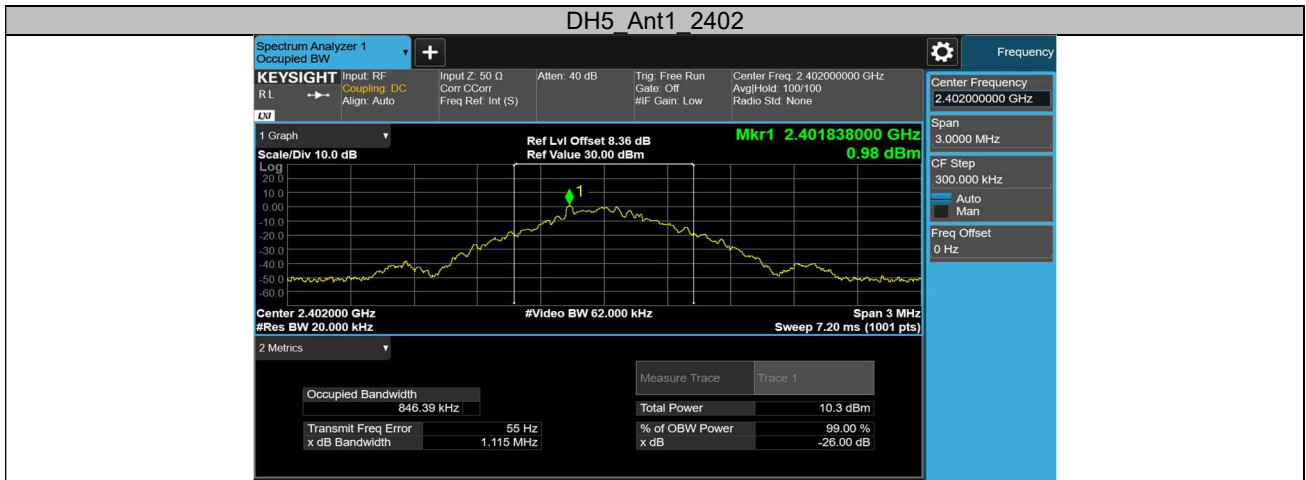 DH5_Ant1_2402
Spectrum Analyzer 1
Occupied BW
+
Frequency
KEYSIGHT
R L
LXI
Input: RF
Coupling: DC
Align: Auto
Input Z: 50 Ω
Corr CCorr
Freq Ref: Int (S)
Atten: 40 dB
Trig: Free Run
Gate: Off
#IF Gain: Low
Center Freq: 2.402000000 GHz
Avg|Hold: 100/100
Radio Std: None
Center Frequency
2.402000000 GHz
Span
3.0000 MHz
CF Step
300.000 kHz
Auto
Man
Freq Offset
0 Hz
1 Graph
Scale/Div 10.0 dB
Ref Lvl Offset 8.36 dB
Ref Value 30.00 dBm
Mkr1 2.401838000 GHz
0.98 dBm
Log
20.0
10.0
0.00
-10.0
-20.0
-30.0
-40.0
-50.0
-60.0
1
Center 2.402000 GHz
#Video BW 62.000 kHz
Span 3 MHz
#Res BW 20.000 kHz
Sweep 7.20 ms (1001 pts)
2 Metrics
Measure Trace
Trace 1
Occupied Bandwidth
846.39 kHz
Total Power
10.3 dBm
Transmit Freq Error
55 Hz
% of OBW Power
99.00 %
x dB Bandwidth
1.115 MHz
x dB
-26.00 dB